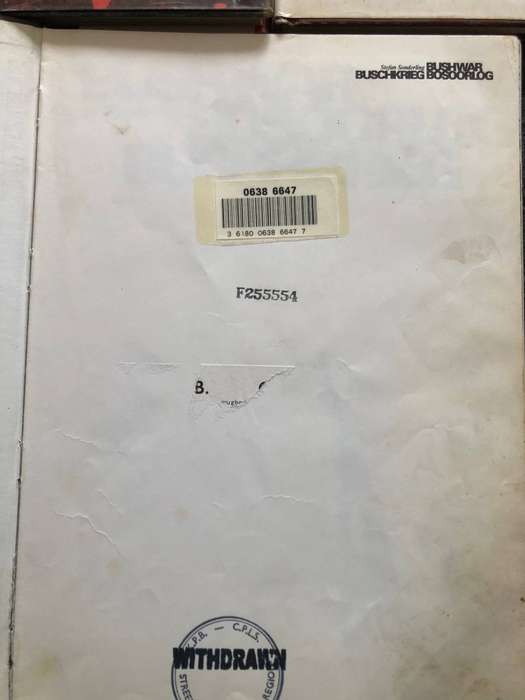 Stefan Sonderling BUSHWAR
BUSCHKRIEG BOSOORLOG
0638 6647
3 6180 0638 6647 7
F255554
B.
C.P.B. — C.P.L.S.
WITHDRAWN